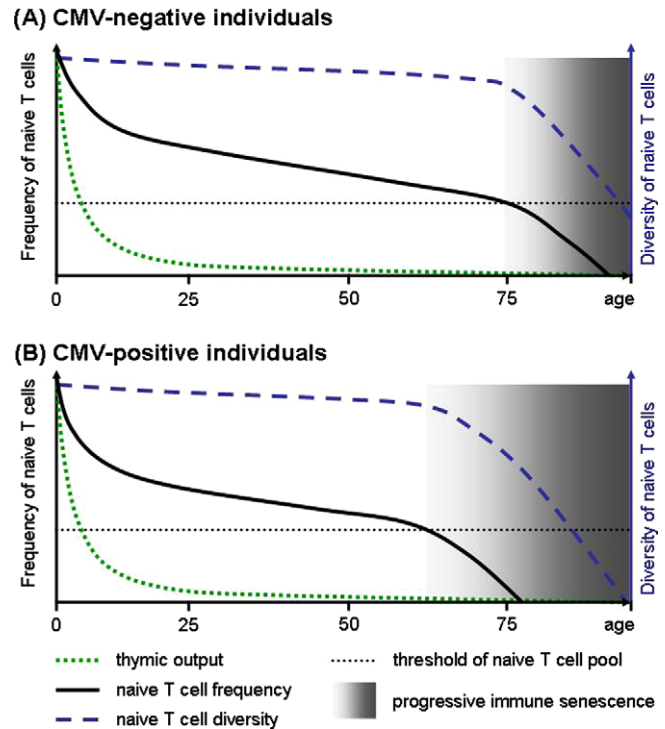 (A) CMV-negative individuals
Frequency of naive T cells
Diversity of naive T cells
0 25 50 75 age
(B) CMV-positive individuals
Frequency of naive T cells
Diversity of naive T cells
0 25 50 75 age
thymic output
threshold of naive T cell pool
naive T cell frequency
progressive immune senescence
naive T cell diversity